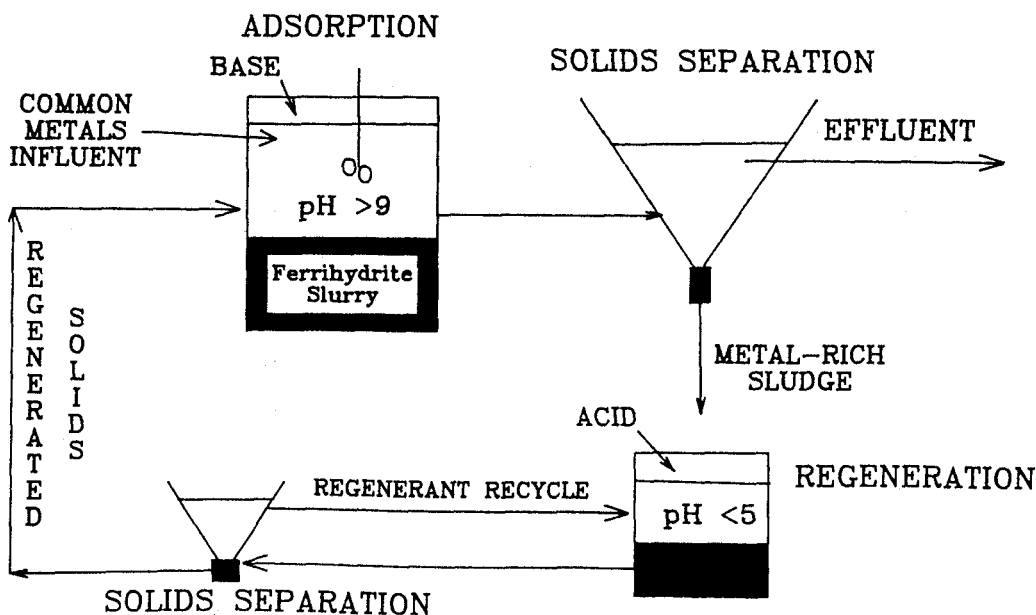 ADSORPTION
BASE
COMMON
METALS
INFLUENT
pH >9
Ferrihydrite
Slurry
SOLIDS SEPARATION
EFFLUENT
METAL-RICH
SLUDGE
ACID
REGENERATION
pH <5
REGENERANT RECYCLE
SOLIDS SEPARATION
REGENERATED
SOLIDS